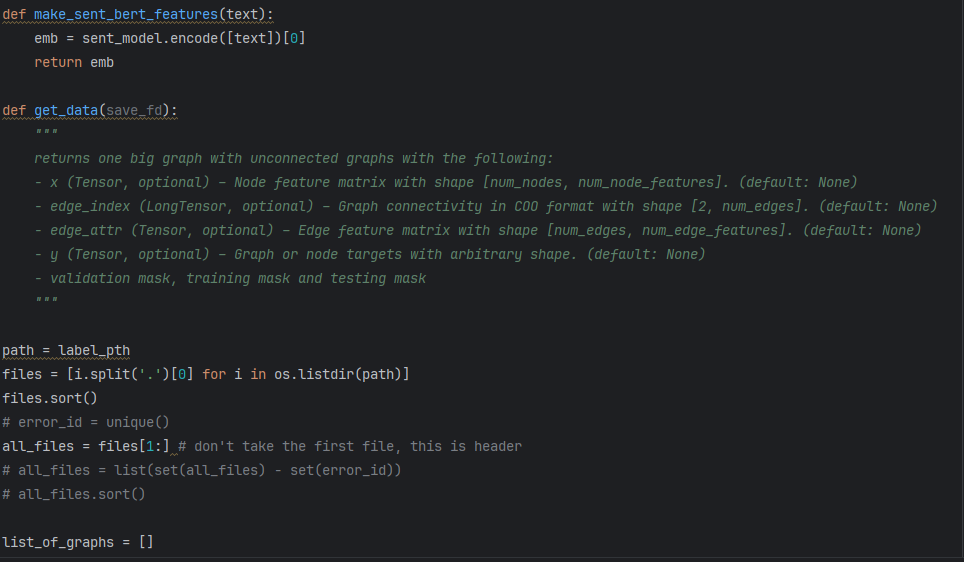 def make_sent_bert_features(text):
    emb = sent_model.encode([text])[0]
    return emb

def get_data(save_fd):
    """
    returns one big graph with unconnected graphs with the following:
    - x (Tensor, optional) – Node feature matrix with shape [num_nodes, num_node_features]. (default: None)
    - edge_index (LongTensor, optional) – Graph connectivity in COO format with shape [2, num_edges]. (default: None)
    - edge_attr (Tensor, optional) – Edge feature matrix with shape [num_edges, num_edge_features]. (default: None)
    - y (Tensor, optional) – Graph or node targets with arbitrary shape. (default: None)
    - validation mask, training mask and testing mask
    """

path = label_pth
files = [i.split('.')[0] for i in os.listdir(path)]
files.sort()
# error_id = unique()
all_files = files[1:] # don't take the first file, this is header
# all_files = list(set(all_files) - set(error_id))
# all_files.sort()

list_of_graphs = []